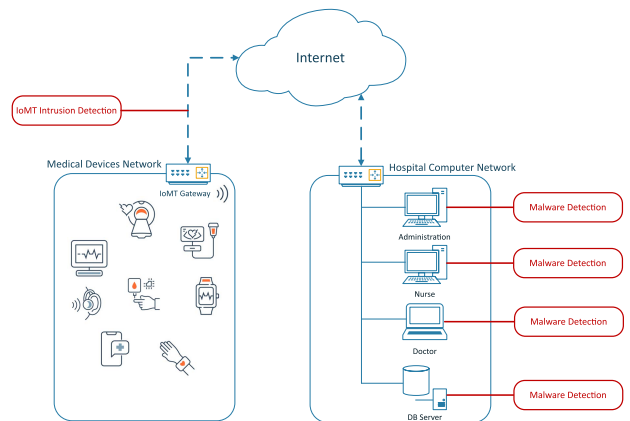 Internet
IoMT Intrusion Detection
Medical Devices Network
IoMT Gateway
Hospital Computer Network
Administration
Malware Detection
Nurse
Malware Detection
Doctor
Malware Detection
DB Server
Malware Detection